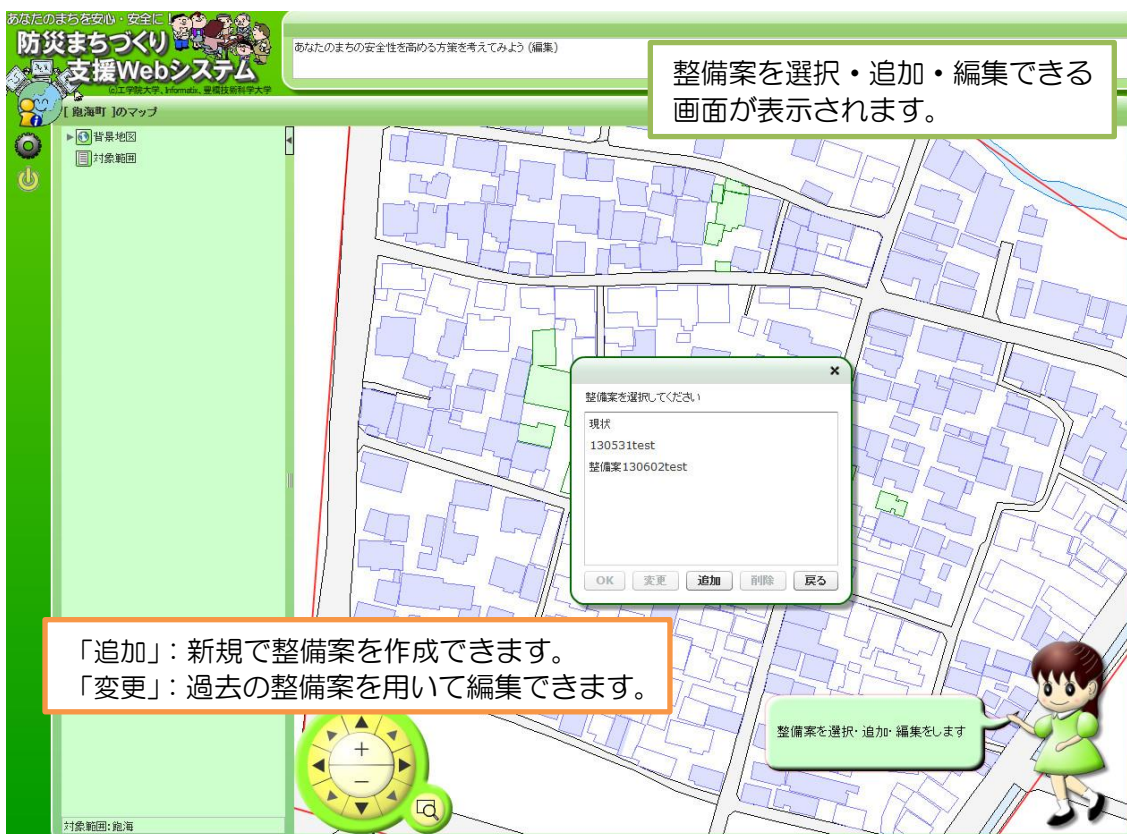 あなたのまちを安心・安全に！
防災まちづくり
支援Webシステム
(c)工学院大学、Informatix、豊橋技術科学大学
あなたのまちの安全性を高める方策を考えてみよう (編集)
整備案を選択・追加・編集できる
画面が表示されます。
[ 飽海町 ]のマップ
背景地図
対象範囲
整備案を選択してください
現状
130531test
整備案130602test
OK 変更 追加 削除 戻る
「追加」：新規で整備案を作成できます。
「変更」：過去の整備案を用いて編集できます。
整備案を選択・追加・編集をします
対象範囲:飽海